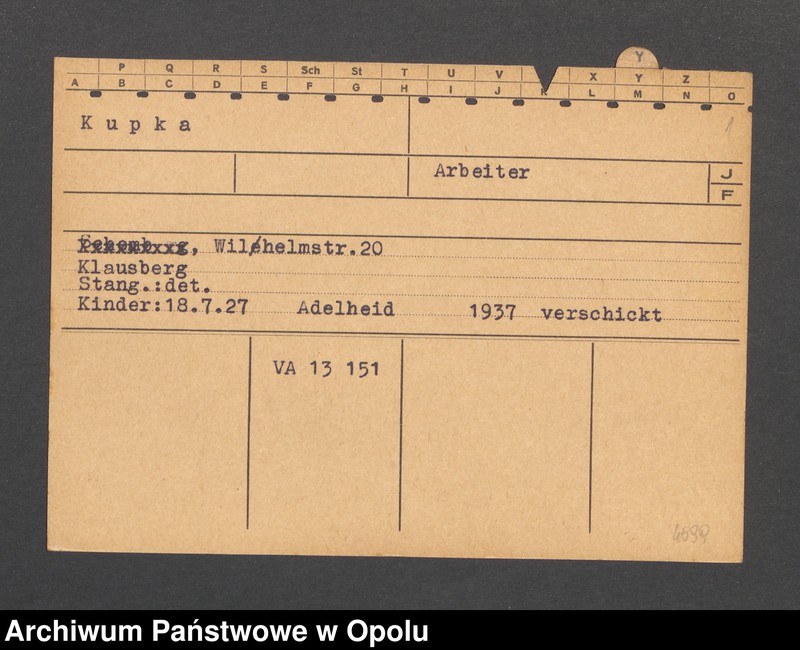 P Q R S Sch St T U V X Y Z
A B C D E F G H I J K L M N O
Y
Kupka
1
Arbeiter
J
F
, Wilhelmstr.20
Klausberg
Stang.:det.
Kinder:18.7.27 Adelheid 1937 verschickt
VA 13 151
Archiwum Państwowe w Opolu